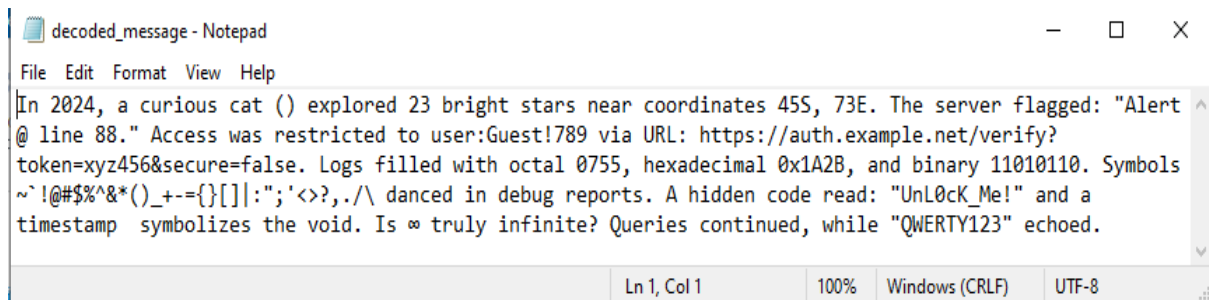 decoded_message - Notepad
File Edit Format View Help
In 2024, a curious cat () explored 23 bright stars near coordinates 45S, 73E. The server flagged: "Alert
@ line 88." Access was restricted to user:Guest!789 via URL: https://auth.example.net/verify?
token=xyz456&secure=false. Logs filled with octal 0755, hexadecimal 0x1A2B, and binary 11010110. Symbols
~`!@#$%^&*()_+-={}[]|:";'<>?,./\ danced in debug reports. A hidden code read: "UnL0cK_Me!" and a
timestamp  symbolizes the void. Is ∞ truly infinite? Queries continued, while "QWERTY123" echoed.
Ln 1, Col 1 100% Windows (CRLF) UTF-8